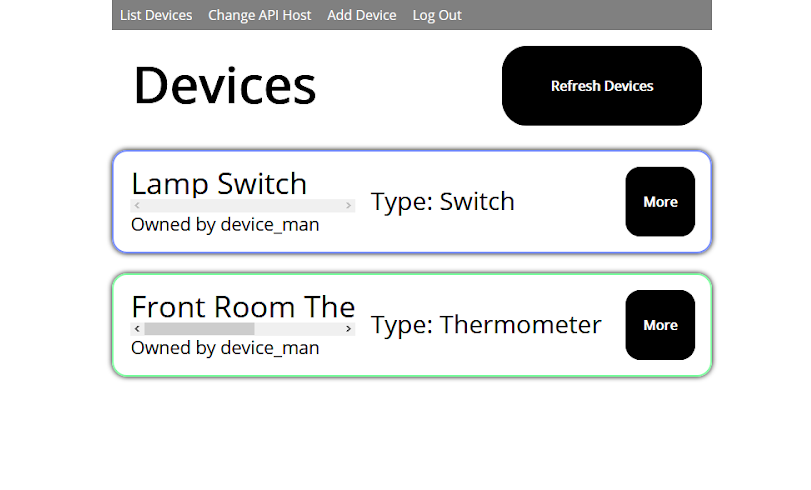 List Devices Change API Host Add Device Log Out
Devices
Refresh Devices
Lamp Switch
Owned by device_man
Type: Switch
More
Front Room The
Owned by device_man
Type: Thermometer
More